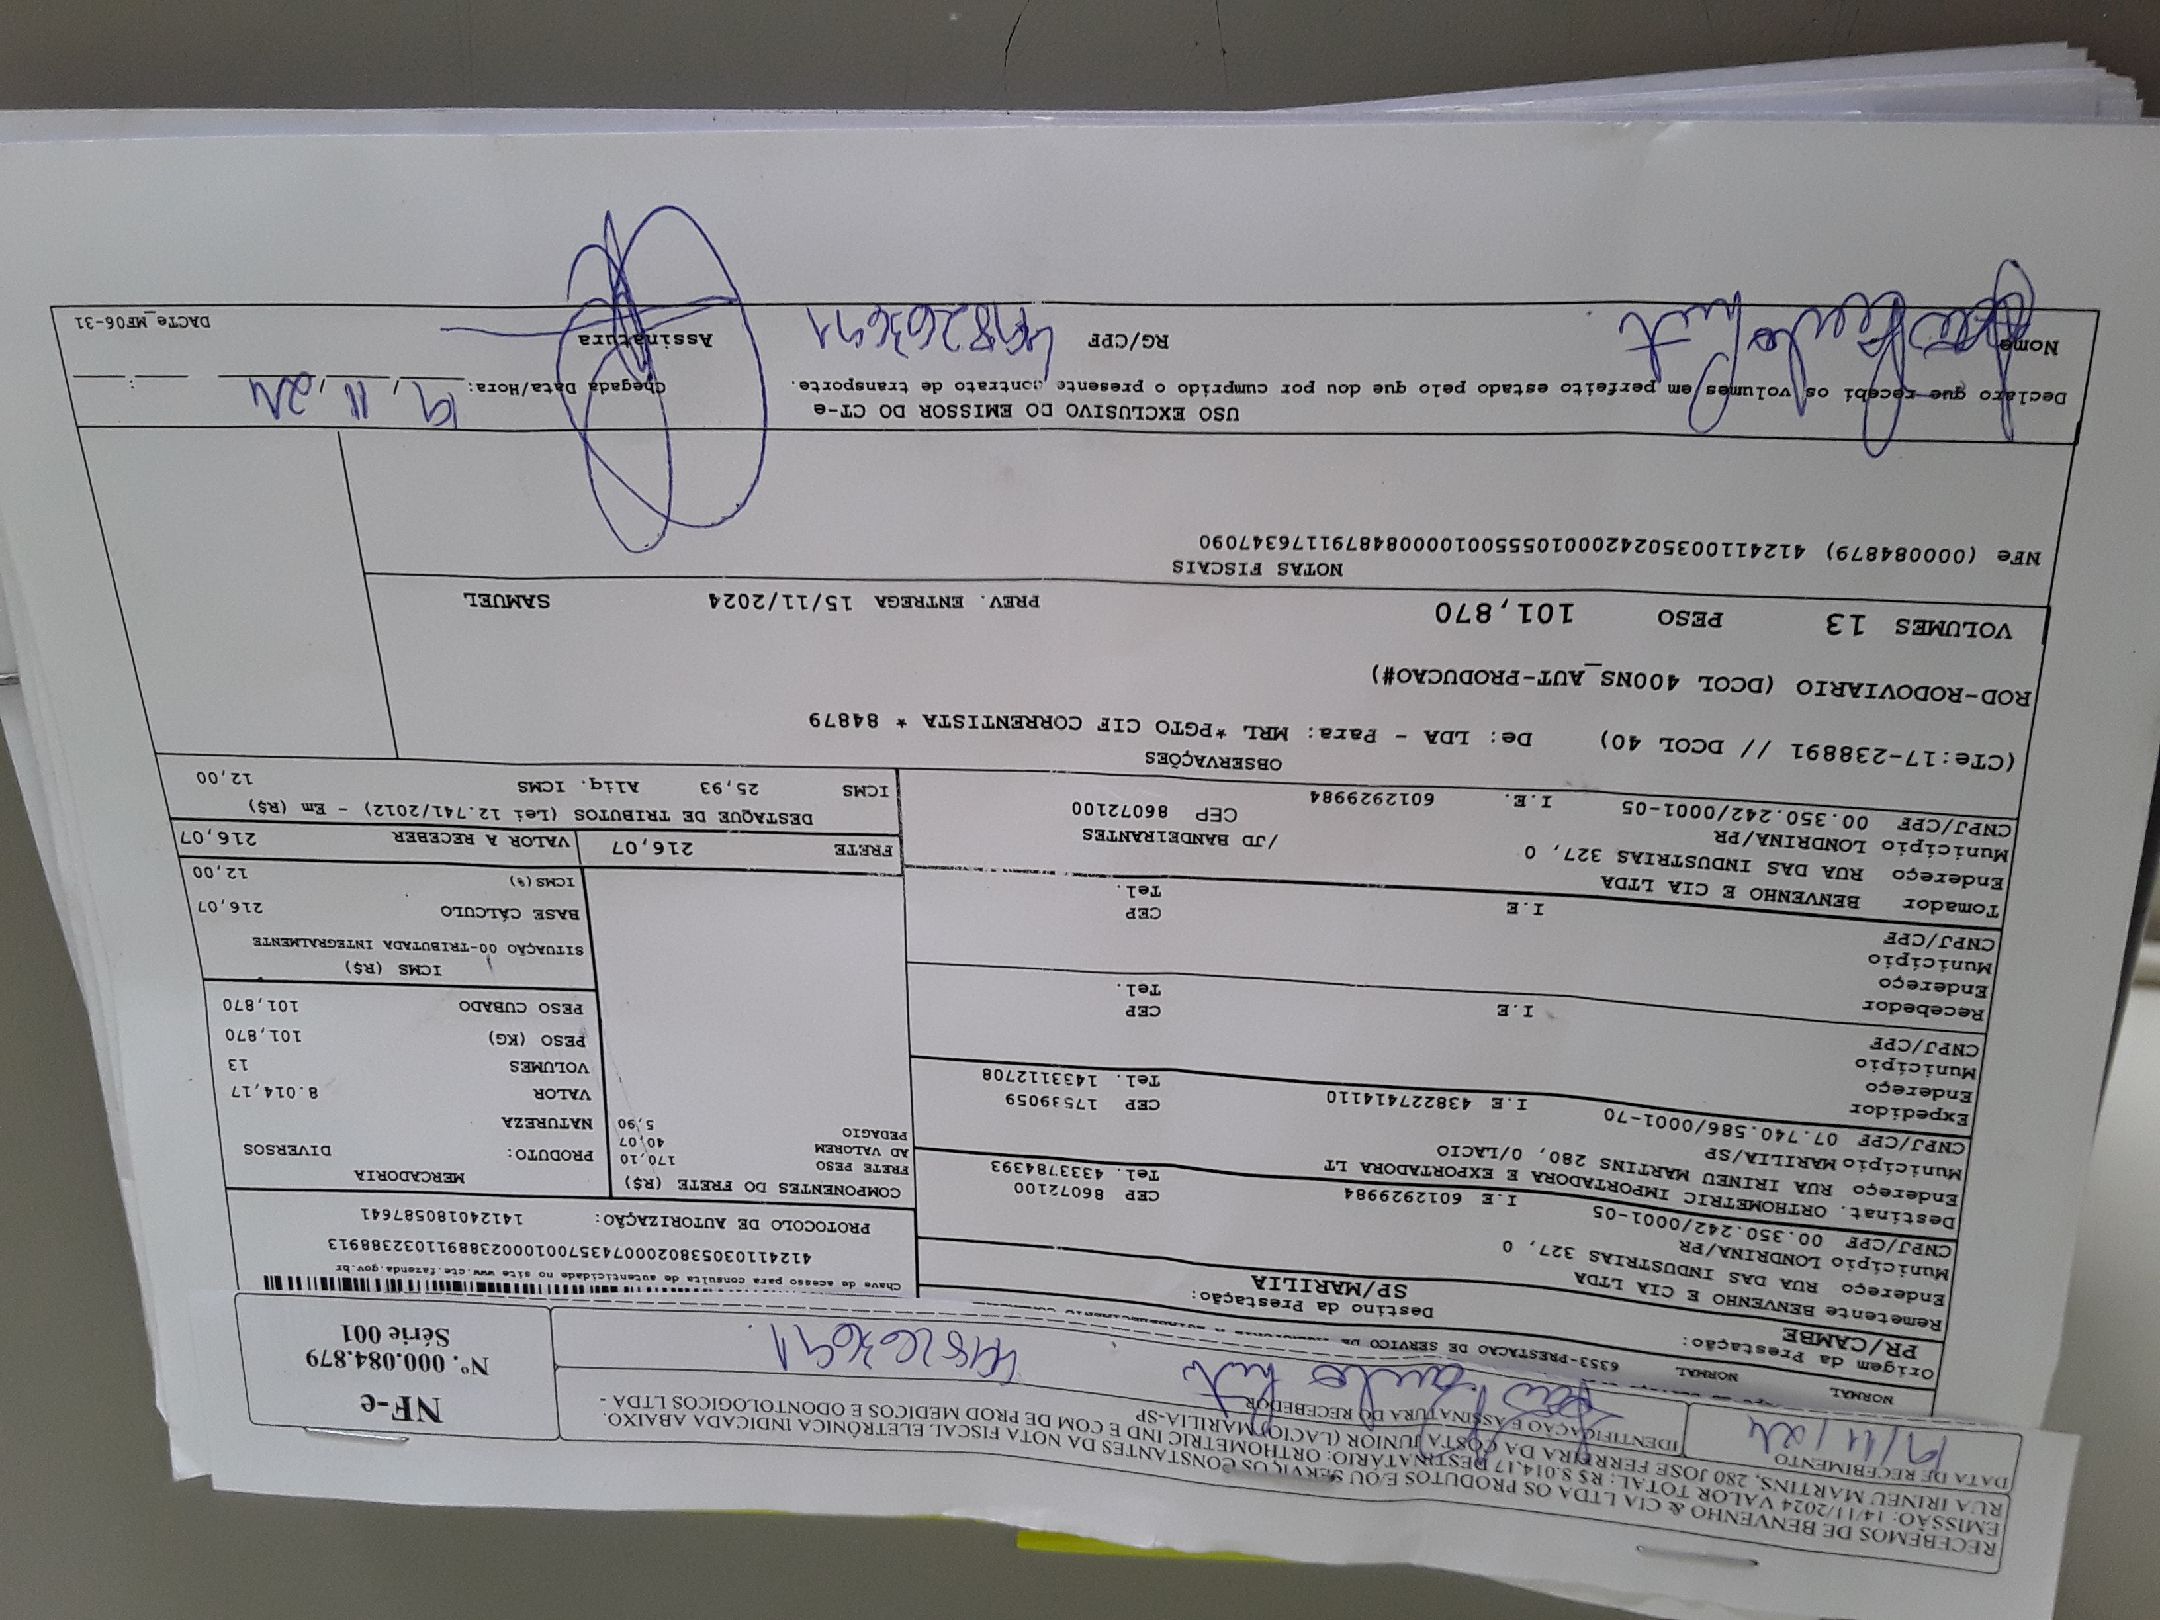 RECEBEMOS DE BENVENHO & CIA LTDA OS PRODUTOS E/OU SERVIÇOS CONSTANTES DA NOTA FISCAL ELETRÔNICA INDICADA ABAIXO.
EMISSÃO: 14/11/2024 VALOR TOTAL: R$ 8.014,17 DESTINATÁRIO: ORTHOMETRIC IND E COM DE PROD MEDICOS E ODONTOLOGICOS LTDA -
RUA IRINEU MARTINS, 280 JOSE FERREIRA DA COSTA JUNIOR (LACIO) MARILIA-SP
DATA DE RECEBIMENTO
19/11/24
IDENTIFICAÇÃO E ASSINATURA DO RECEBEDOR
NF-e
Nº. 000.084.879
Série 001
NORMAL NORMAL 6353-PRESTACAO DE SERVICO DE
Origem da Prestação:
PR/CAMBE
Destino da Prestação:
SP/MARILIA
Remetente BENVENHO E CIA LTDA
Endereço RUA DAS INDUSTRIAS 327, 0
Município LONDRINA/PR CEP 86072100
CNPJ/CPF 00.350.242/0001-05 I.E 6012929984 Tel. 4333784393
Destinat. ORTHOMETRIC IMPORTADORA E EXPORTADORA LT
Endereço RUA IRINEU MARTINS 280, 0/LACIO
Município MARILIA/SP CEP 17539059
CNPJ/CPF 07.740.586/0001-70 I.E 438227414110 Tel. 1433112708
Expedidor
Endereço
Município CEP
CNPJ/CPF I.E Tel.
Recebedor
Endereço
Município CEP
CNPJ/CPF I.E Tel.
Tomador BENVENHO E CIA LTDA
Endereço RUA DAS INDUSTRIAS 327, 0 /JD BANDEIRANTES
Município LONDRINA/PR CEP 86072100
CNPJ/CPF 00.350.242/0001-05 I.E. 6012929984
Chave de acesso para consulta de autenticidade no site www.cte.fazenda.gov.br
41241103053802000743570010002388911032388913
PROTOCOLO DE AUTORIZAÇÃO: 141240180587641
COMPONENTES DO FRETE (R$)
FRETE PESO 170,10
AD VALOREM 40,07
PEDAGIO 5,90
MERCADORIA
PRODUTO: DIVERSOS
NATUREZA
VALOR 8.014,17
VOLUMES 13
PESO (KG) 101,870
PESO CUBADO 101,870
ICMS (R$)
SITUAÇÃO 00-TRIBUTADA INTEGRALMENTE
BASE CÁLCULO 216,07
ICMS(%) 12,00
FRETE 216,07 VALOR A RECEBER 216,07
DESTAQUE DE TRIBUTOS (Lei 12.741/2012) - Em (R$)
ICMS 25,93 Aliq. ICMS 12,00
OBSERVAÇÕES
(CTe:17-238891 // DCOL 40) De: LDA - Para: MRL *PGTO CIF CORRENTISTA * 84879
ROD-RODOVIARIO (DCOL 400NS_AUT-PRODUCAO#)
VOLUMES 13 PESO 101,870 PREV. ENTREGA 15/11/2024 SAMUEL
NOTAS FISCAIS
NFe (000084879) 41241100350242000105550010000848791176347090
USO EXCLUSIVO DO EMISSOR DO CT-e
Declaro que recebi os volumes em perfeito estado pelo que dou por cumprido o presente contrato de transporte. Chegada Data/Hora: 19, 11, 24 :
Nome RG/CPF Assinatura
DACTe_MF06-31